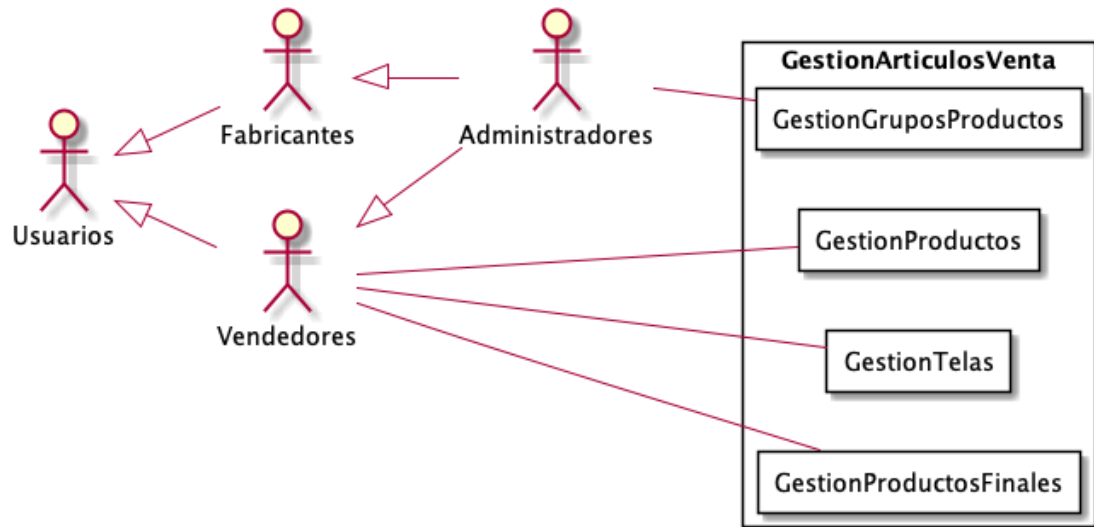 GestionArticulosVenta
GestionGruposProductos
Fabricantes
Administradores
Usuarios
GestionProductos
Vendedores
GestionTelas
GestionProductosFinales